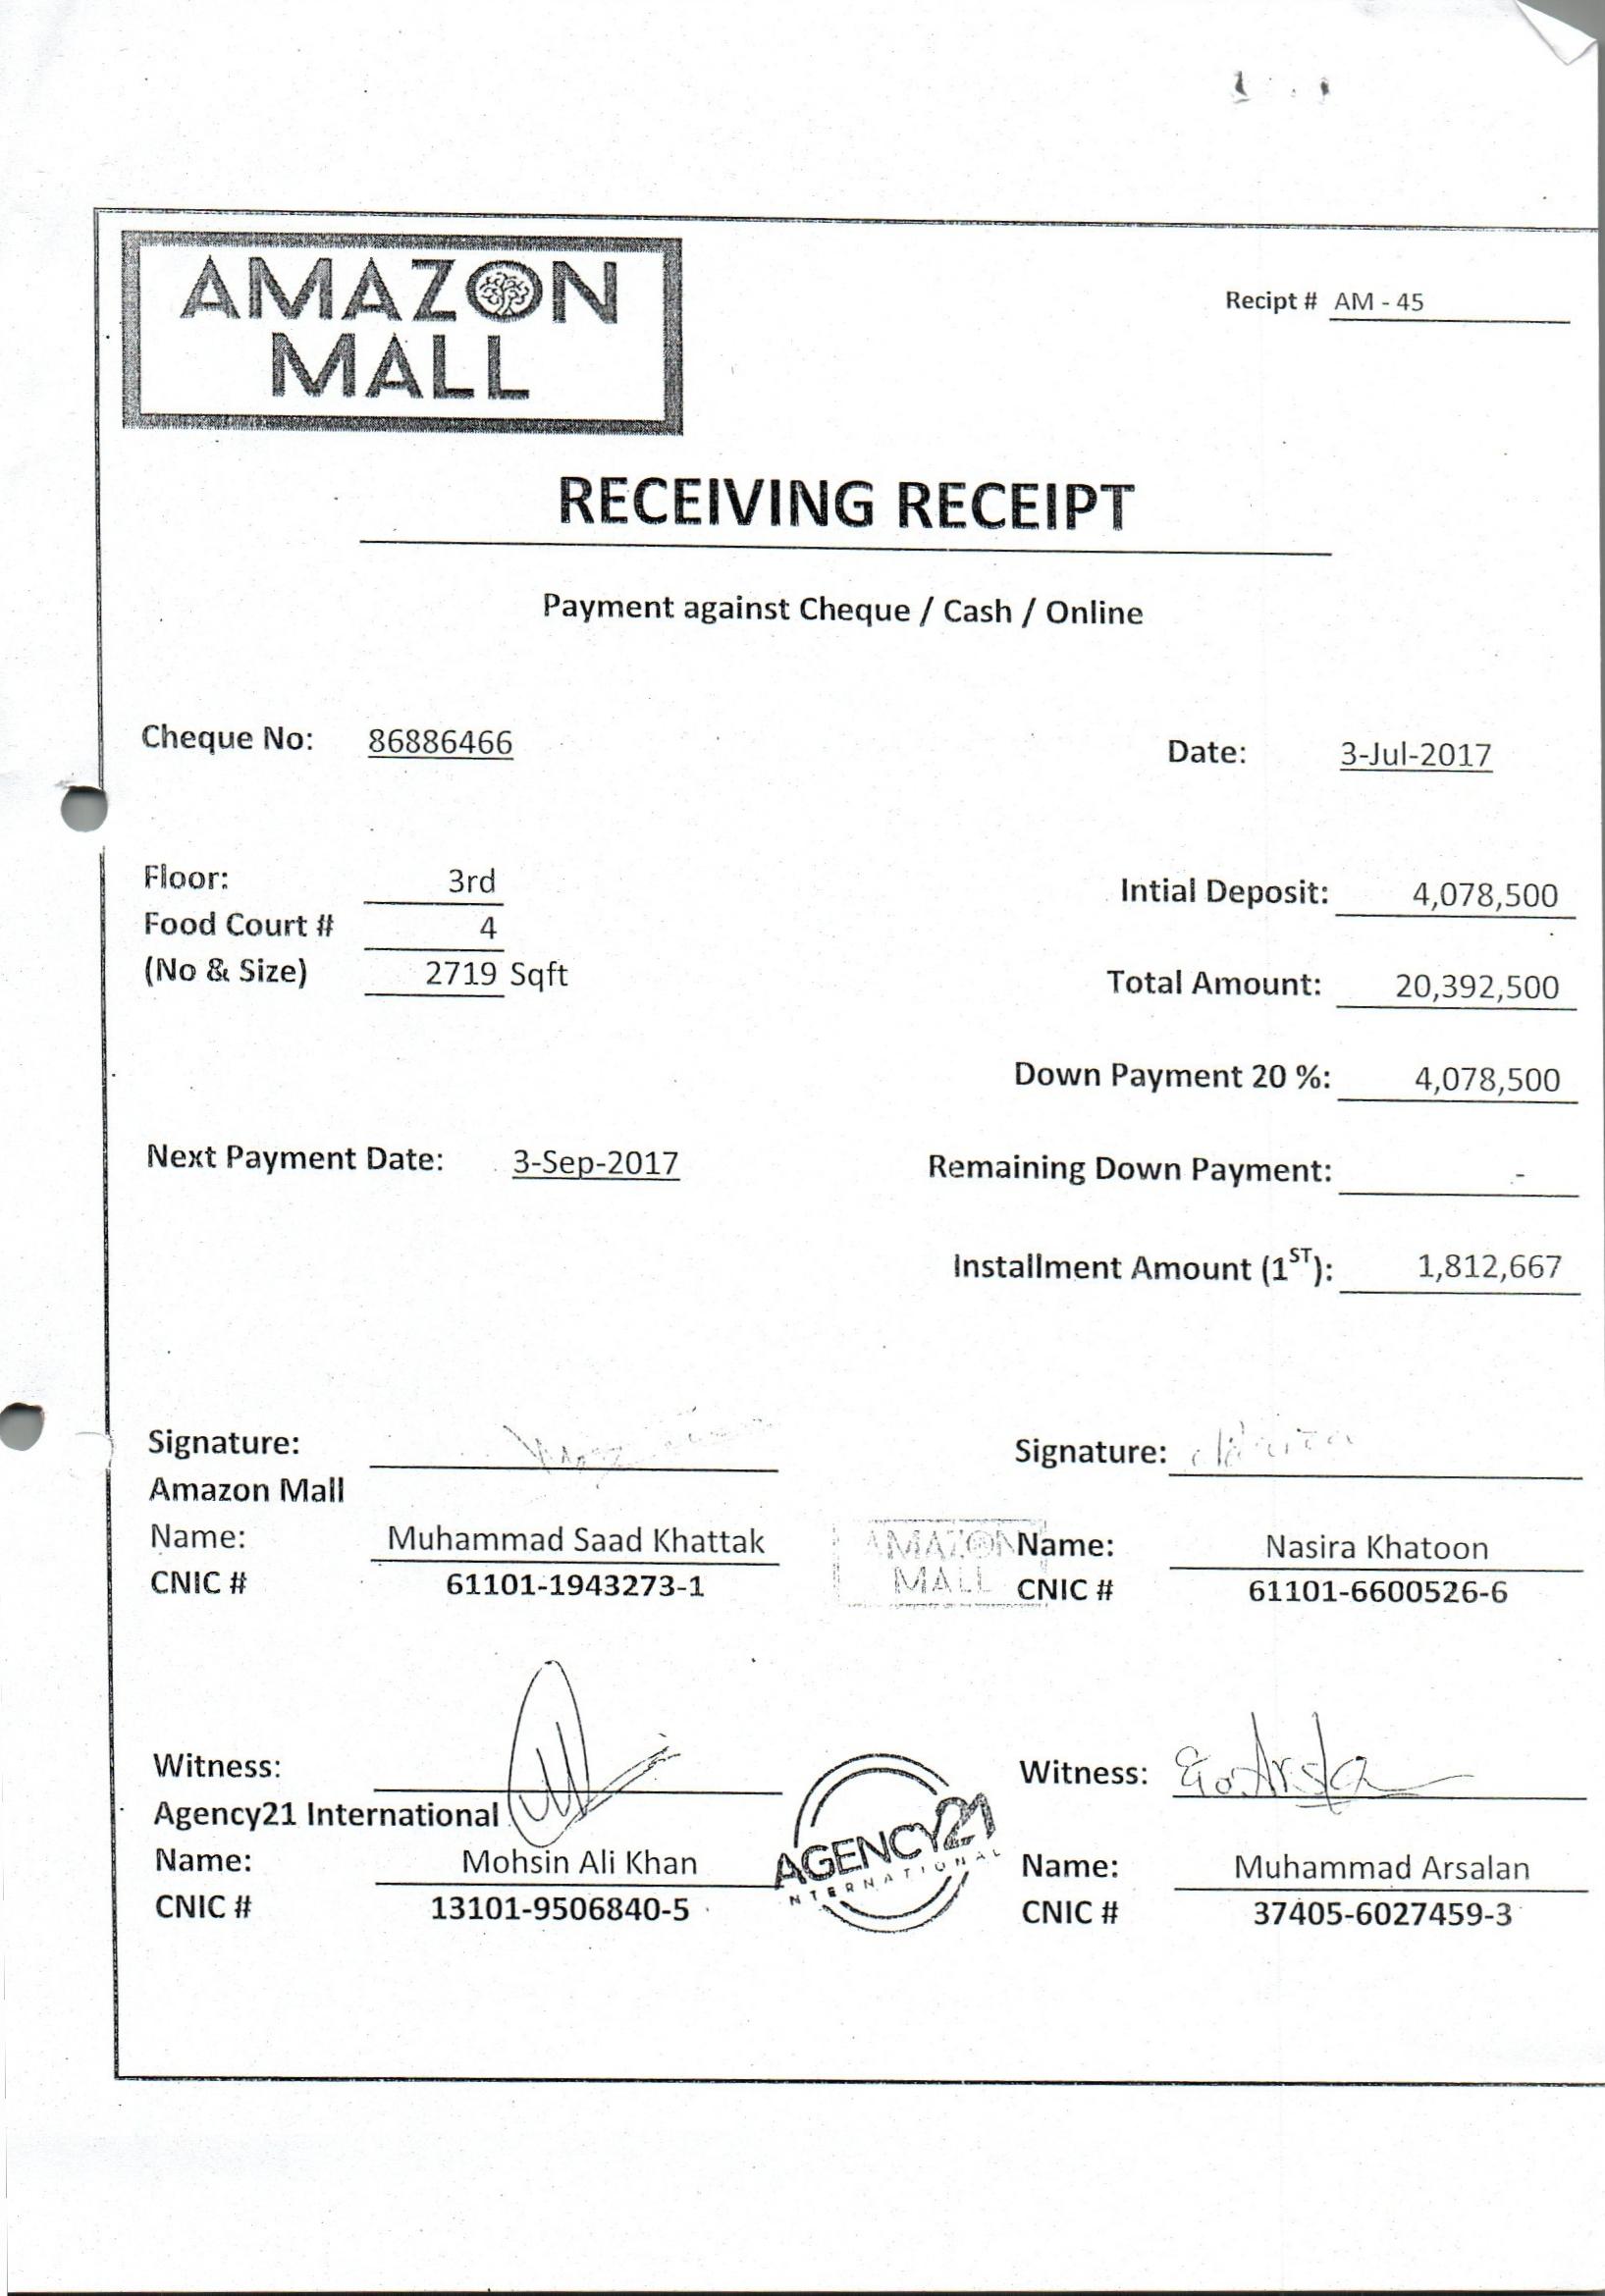 AMAZON
MALL
Recipt # AM - 45
RECEIVING RECEIPT
Payment against Cheque / Cash / Online
Cheque No: 86886466
Date: 3-Jul-2017
Floor: 3rd
Intial Deposit: 4,078,500
Food Court # 4
(No & Size) 2719 Sqft
Total Amount: 20,392,500
Down Payment 20 %: 4,078,500
Next Payment Date: 3-Sep-2017
Remaining Down Payment: -
Installment Amount (1ST): 1,812,667
Signature:
Signature:
Amazon Mall
Name: Muhammad Saad Khattak
AMAZON
MALL
Name: Nasira Khatoon
CNIC # 61101-1943273-1
CNIC # 61101-6600526-6
Witness:
Witness:
Agency21 International
AGENCY21
INTERNATIONAL
Name: Mohsin Ali Khan
Name: Muhammad Arsalan
CNIC # 13101-9506840-5
CNIC # 37405-6027459-3